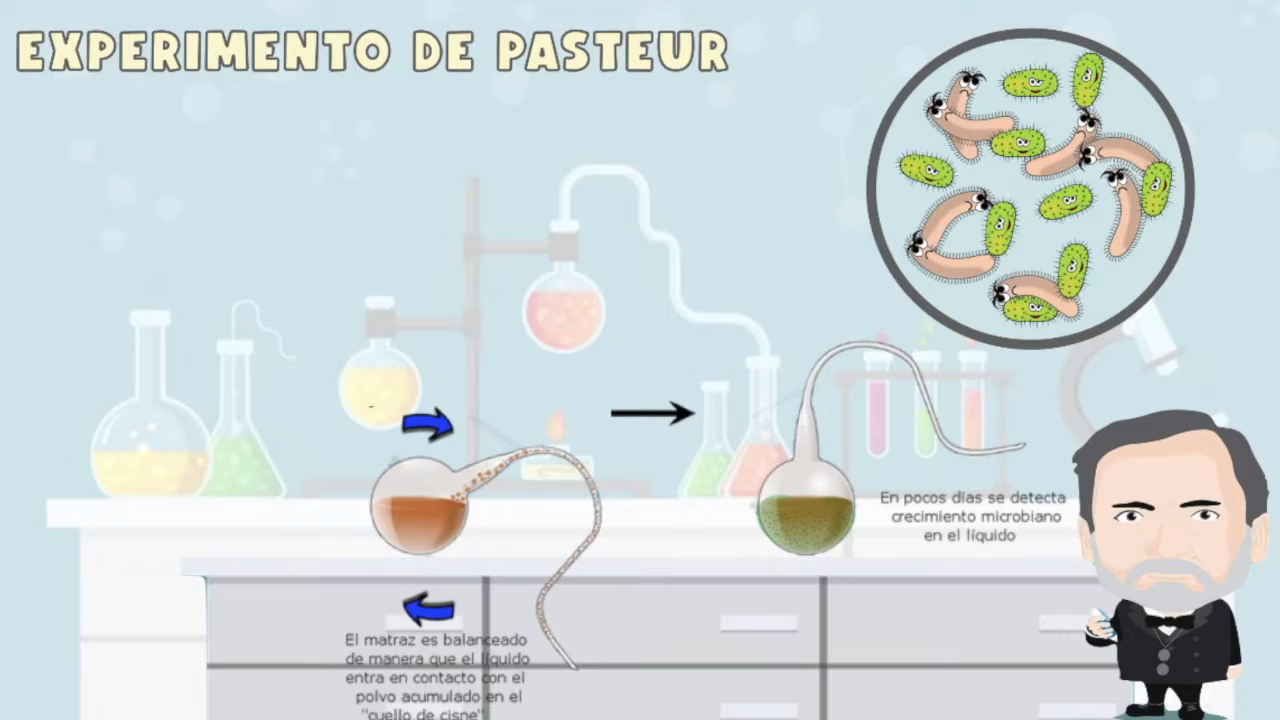 EXPERIMENTO DE PASTEUR
En pocos días se detecta
crecimiento microbiano
en el líquido
El matraz es balanceado
de manera que el líquido
entra en contacto con el
polvo acumulado en el
"cuello de cisne"